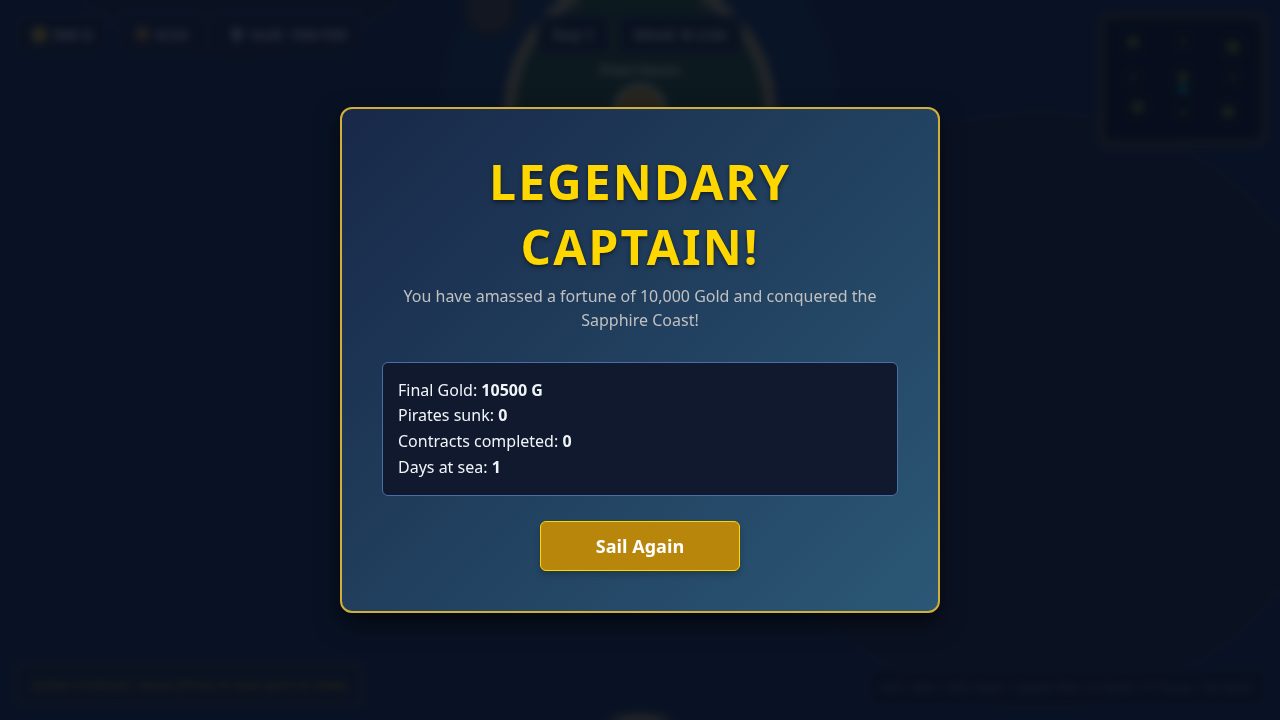 LEGENDARY
CAPTAIN!
You have amassed a fortune of 10,000 Gold and conquered the
Sapphire Coast!
Final Gold: 10500 G
Pirates sunk: 0
Contracts completed: 0
Days at sea: 1
Sail Again